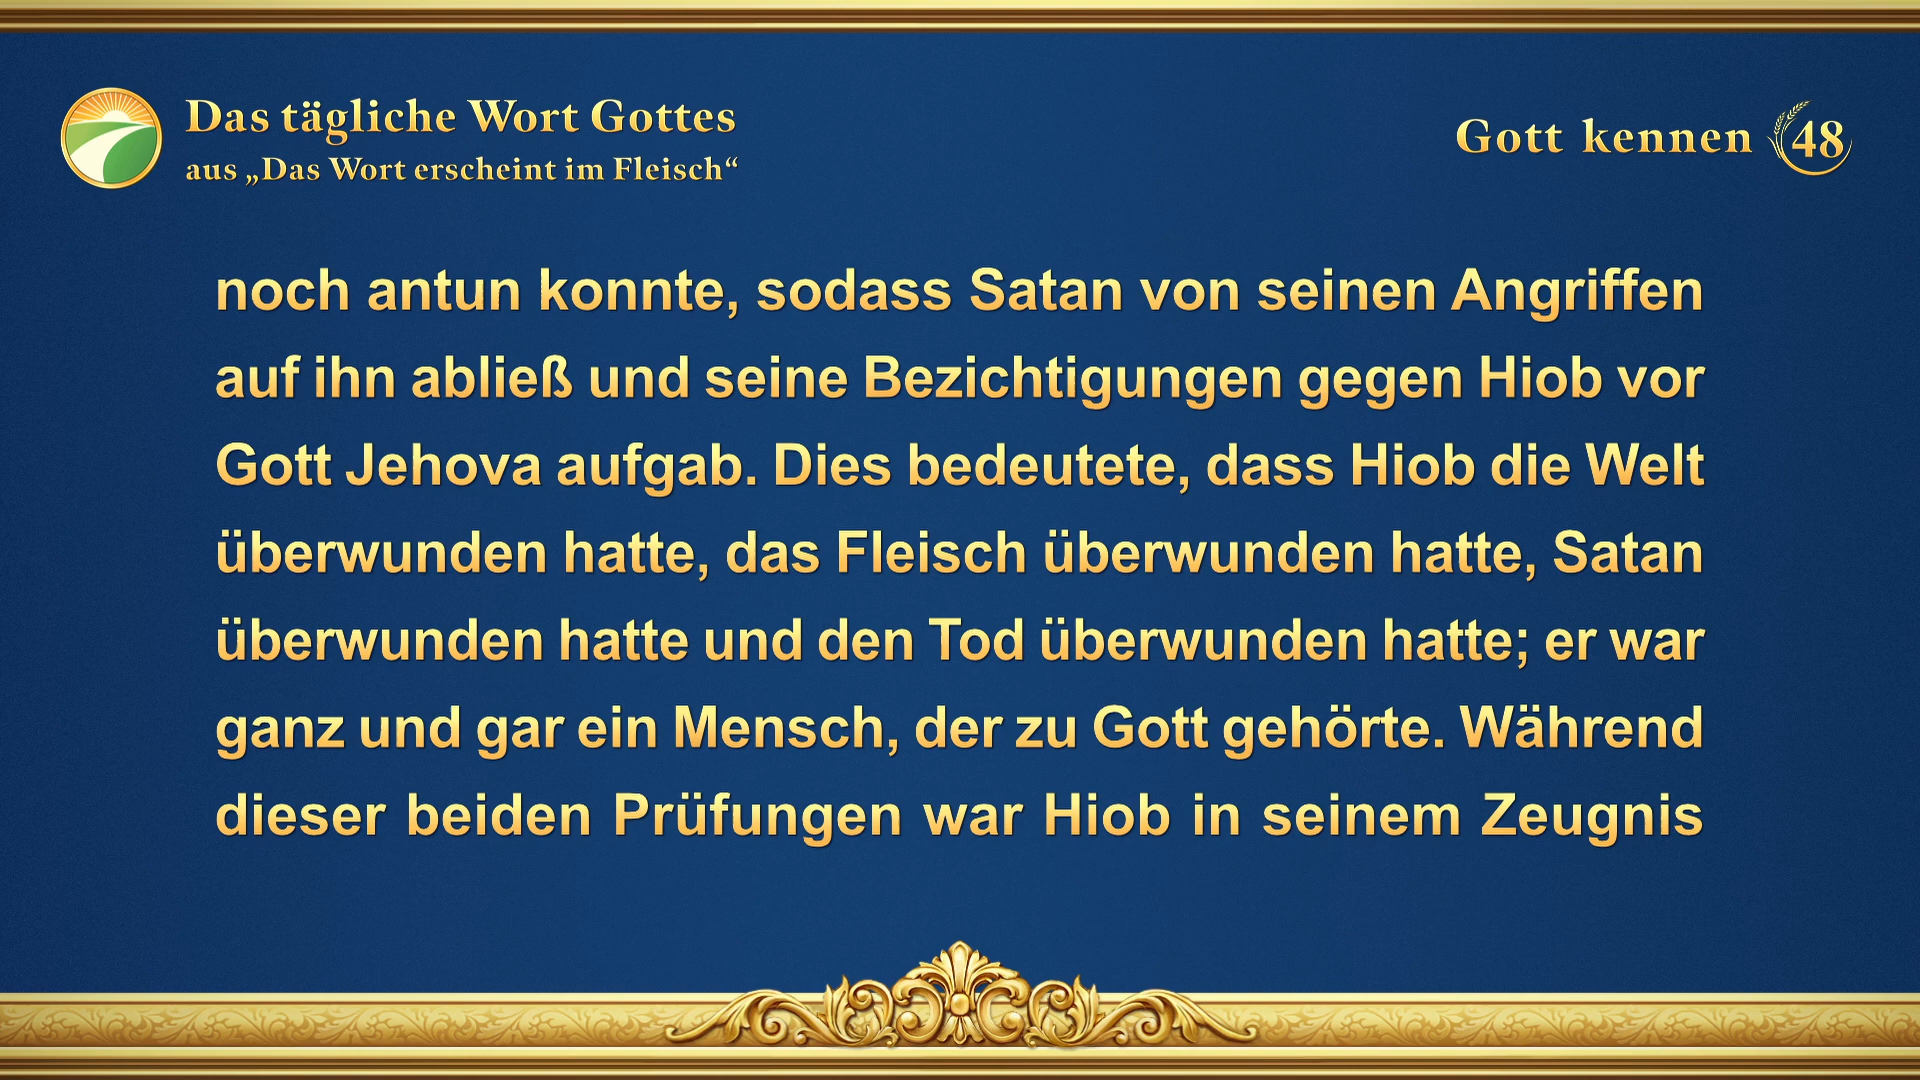 Das tägliche Wort Gottes
aus „Das Wort erscheint im Fleisch“
Gott kennen 48
noch antun konnte, sodass Satan von seinen Angriffen
auf ihn abließ und seine Bezichtigungen gegen Hiob vor
Gott Jehova aufgab. Dies bedeutete, dass Hiob die Welt
überwunden hatte, das Fleisch überwunden hatte, Satan
überwunden hatte und den Tod überwunden hatte; er war
ganz und gar ein Mensch, der zu Gott gehörte. Während
dieser beiden Prüfungen war Hiob in seinem Zeugnis